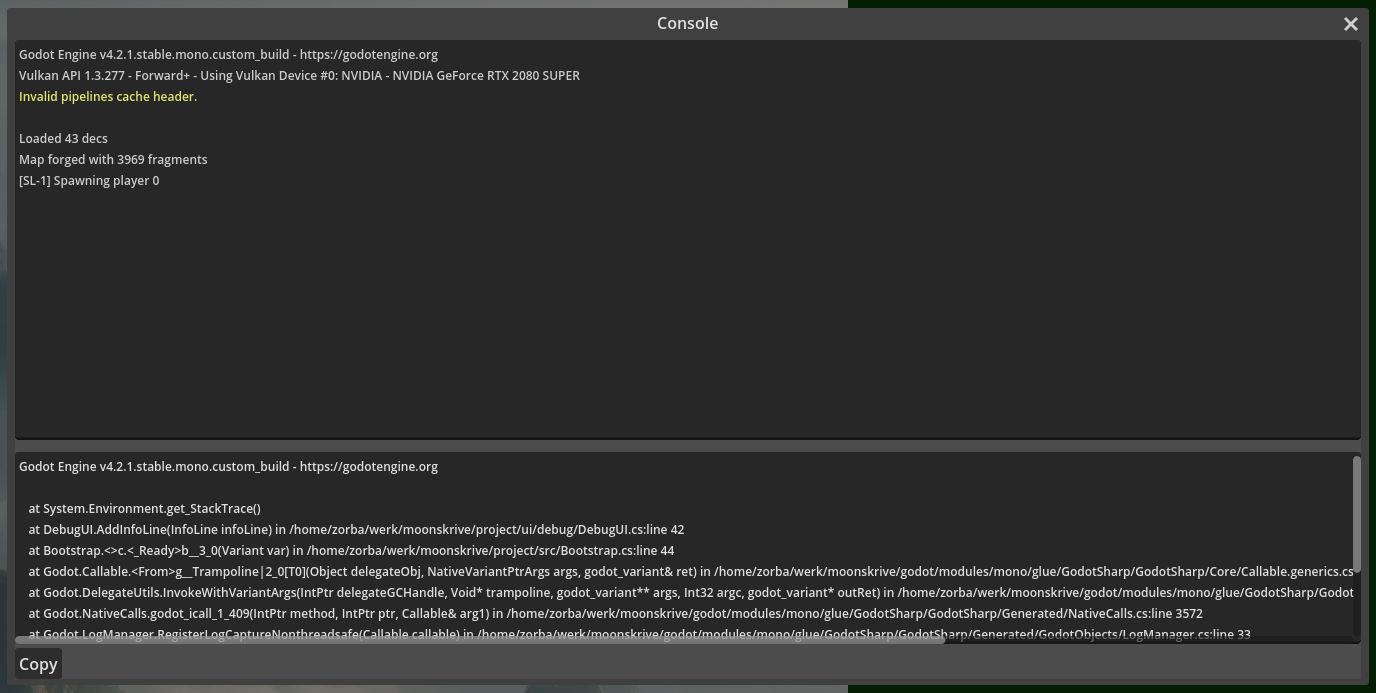 Console
Godot Engine v4.2.1.stable.mono.custom_build - https://godotengine.org
Vulkan API 1.3.277 - Forward+ - Using Vulkan Device #0: NVIDIA - NVIDIA GeForce RTX 2080 SUPER
Invalid pipelines cache header.
Loaded 43 decs
Map forged with 3969 fragments
[SL-1] Spawning player 0
Godot Engine v4.2.1.stable.mono.custom_build - https://godotengine.org
at System.Environment.get_StackTrace()
at DebugUI.AddInfoLine(InfoLine infoLine) in /home/zorba/werk/moonskrive/project/ui/debug/DebugUI.cs:line 42
at Bootstrap.<>c.<_Ready>b__3_0(Variant var) in /home/zorba/werk/moonskrive/project/src/Bootstrap.cs:line 44
at Godot.Callable.<From>g__Trampoline|2_0[T0](Object delegateObj, NativeVariantPtrArgs args, godot_variant& ret) in /home/zorba/werk/moonskrive/godot/modules/mono/glue/GodotSharp/GodotSharp/Core/Callable.generics.cs
at Godot.DelegateUtils.InvokeWithVariantArgs(IntPtr delegateGCHandle, Void* trampoline, godot_variant** args, Int32 argc, godot_variant* outRet) in /home/zorba/werk/moonskrive/godot/modules/mono/glue/GodotSharp/Godot
at Godot.NativeCalls.godot_icall_1_409(IntPtr method, IntPtr ptr, Callable& arg1) in /home/zorba/werk/moonskrive/godot/modules/mono/glue/GodotSharp/GodotSharp/Generated/NativeCalls.cs:line 3572
at Godot.LogManager.RegisterLogCaptureNonthreadsafe(Callable callable) in /home/zorba/werk/moonskrive/godot/modules/mono/glue/GodotSharp/GodotSharp/Generated/GodotObjects/LogManager.cs:line 33
Copy